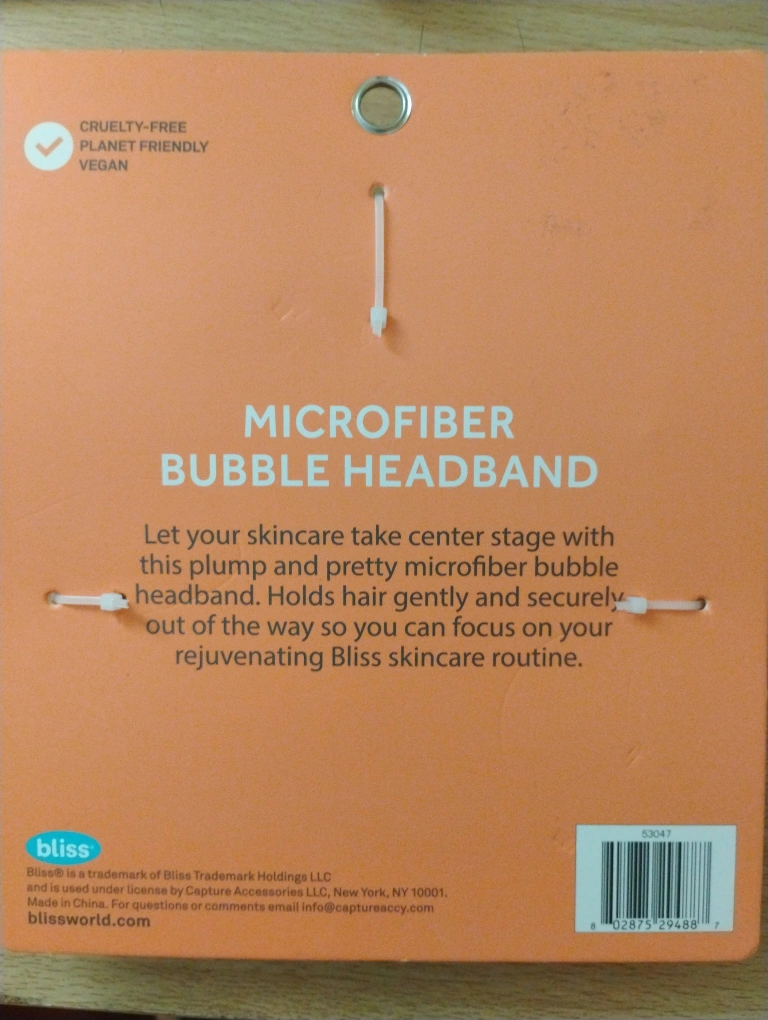 CRUELTY-FREE
PLANET FRIENDLY
VEGAN
MICROFIBER
BUBBLE HEADBAND
Let your skincare take center stage with
this plump and pretty microfiber bubble
headband. Holds hair gently and securely
out of the way so you can focus on your
rejuvenating Bliss skincare routine.
bliss®
Bliss® is a trademark of Bliss Trademark Holdings LLC
and is used under license by Capture Accessories LLC, New York, NY 10001.
Made in China. For questions or comments email info@captureaccy.com
blissworld.com
53047
8 02875 29488 7